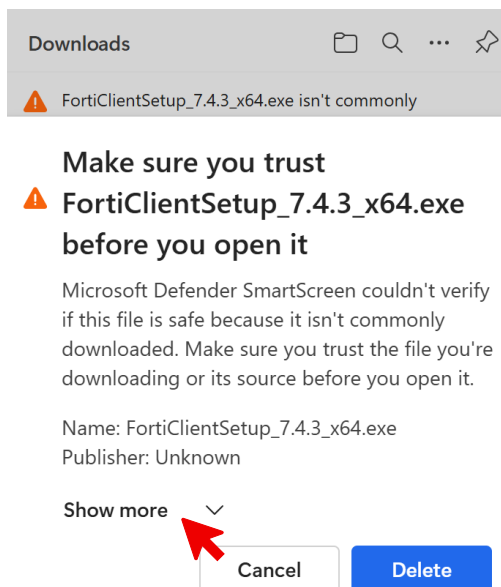 Downloads
FortiClientSetup_7.4.3_x64.exe isn't commonly
Make sure you trust
FortiClientSetup_7.4.3_x64.exe
before you open it
Microsoft Defender SmartScreen couldn't verify
if this file is safe because it isn't commonly
downloaded. Make sure you trust the file you're
downloading or its source before you open it.
Name: FortiClientSetup_7.4.3_x64.exe
Publisher: Unknown
Show more
Cancel Delete